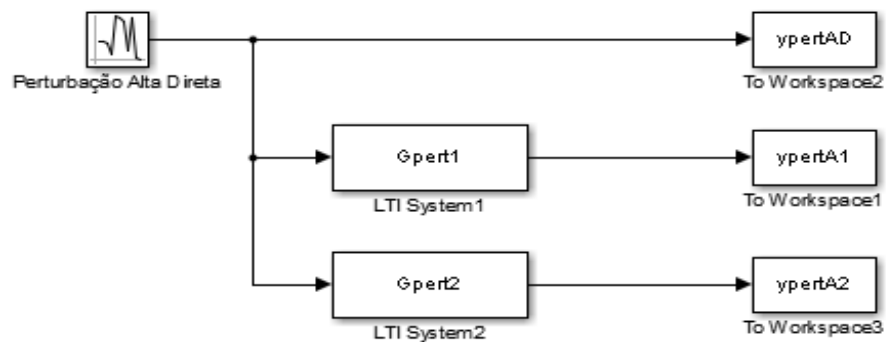 ypertAD
Perturbação Alta Direta
To Workspace2
Gpert1
ypertA1
LTI System1
To Workspace1
Gpert2
ypertA2
LTI System2
To Workspace3